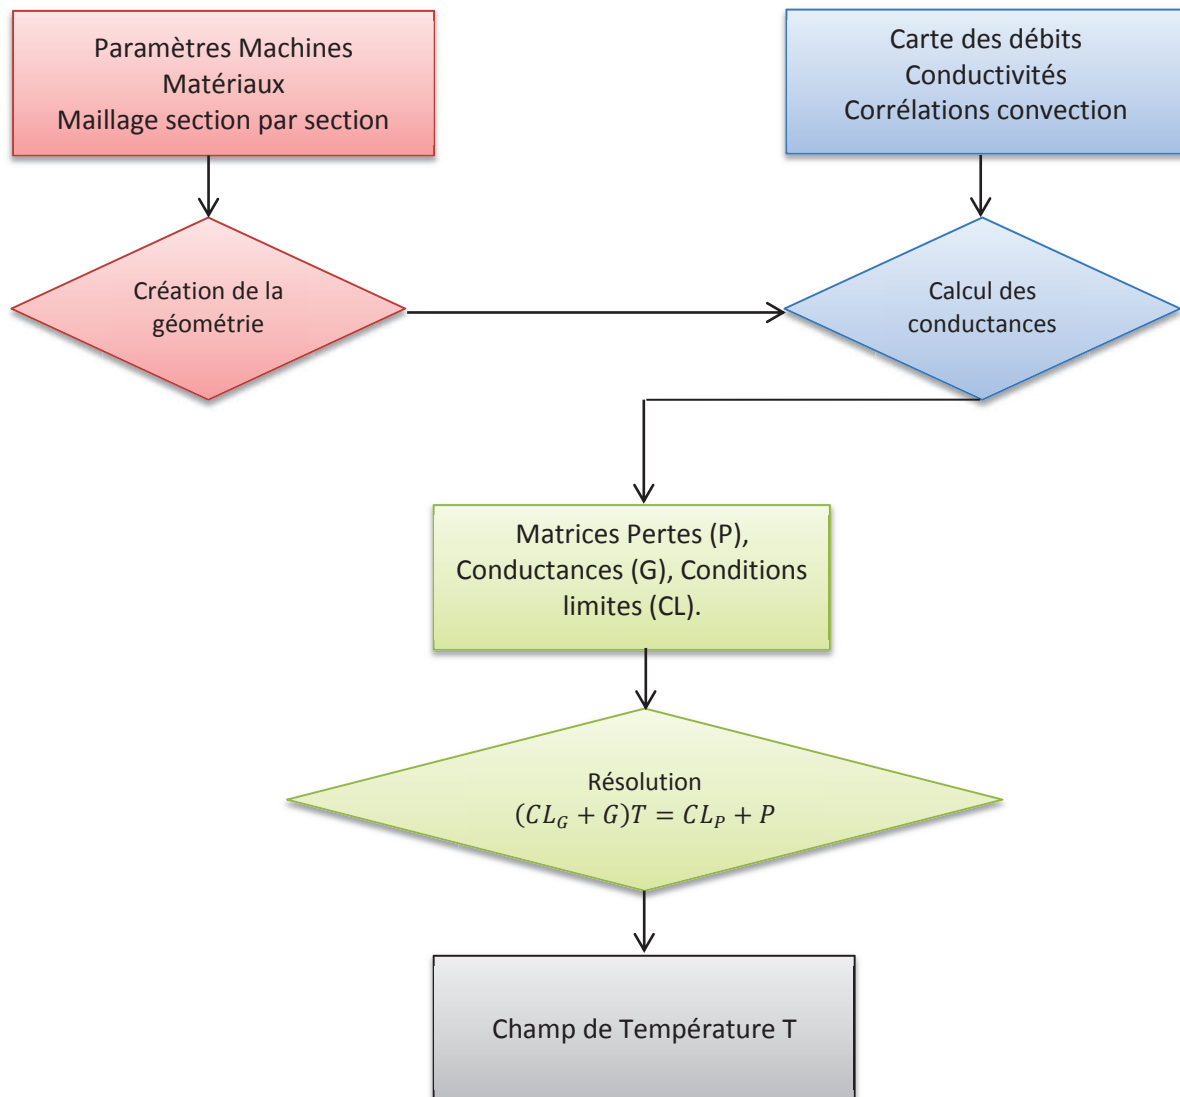 Paramètres Machines
Matériaux
Maillage section par section
Carte des débits
Conductivités
Corrélations convection
Création de la
géométrie
Calcul des
conductances
Matrices Pertes (P),
Conductances (G), Conditions
limites (CL).
Résolution
(CL_G + G)T = CL_P + P
Champ de Température T